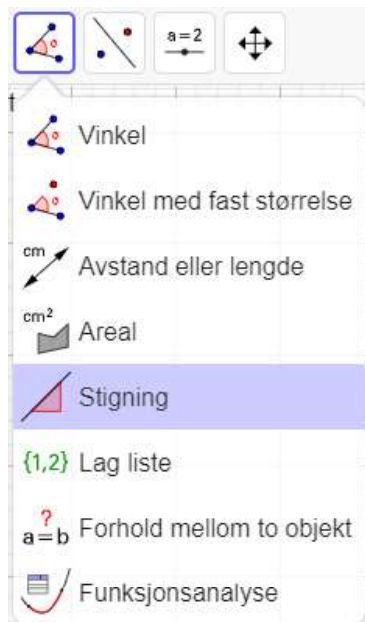 a=2
t
Vinkel
Vinkel med fast størrelse
cm Avstand eller lengde
cm² Areal
Stigning
{1,2} Lag liste
?
a=b Forhold mellom to objekt
Funksjonsanalyse